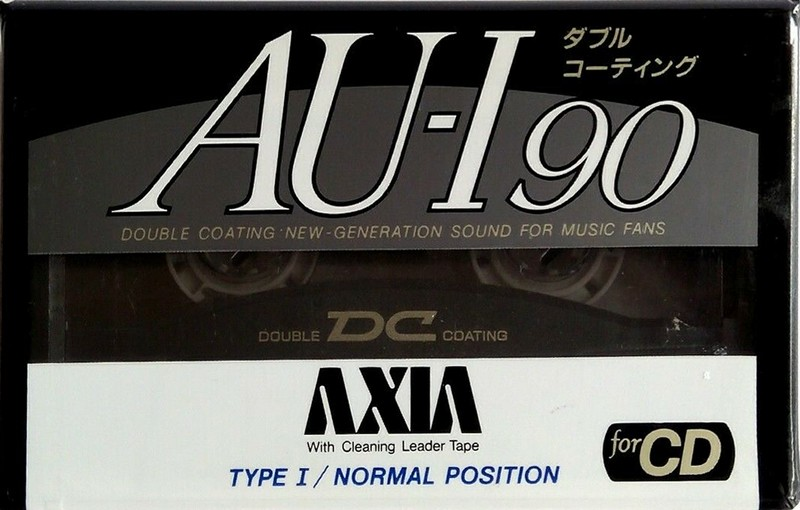 AU-I 90
ダブル
コーティング
DOUBLE COATING·NEW-GENERATION SOUND FOR MUSIC FANS
DOUBLE DC COATING
AXIA
With Cleaning Leader Tape
for CD
TYPE I/NORMAL POSITION